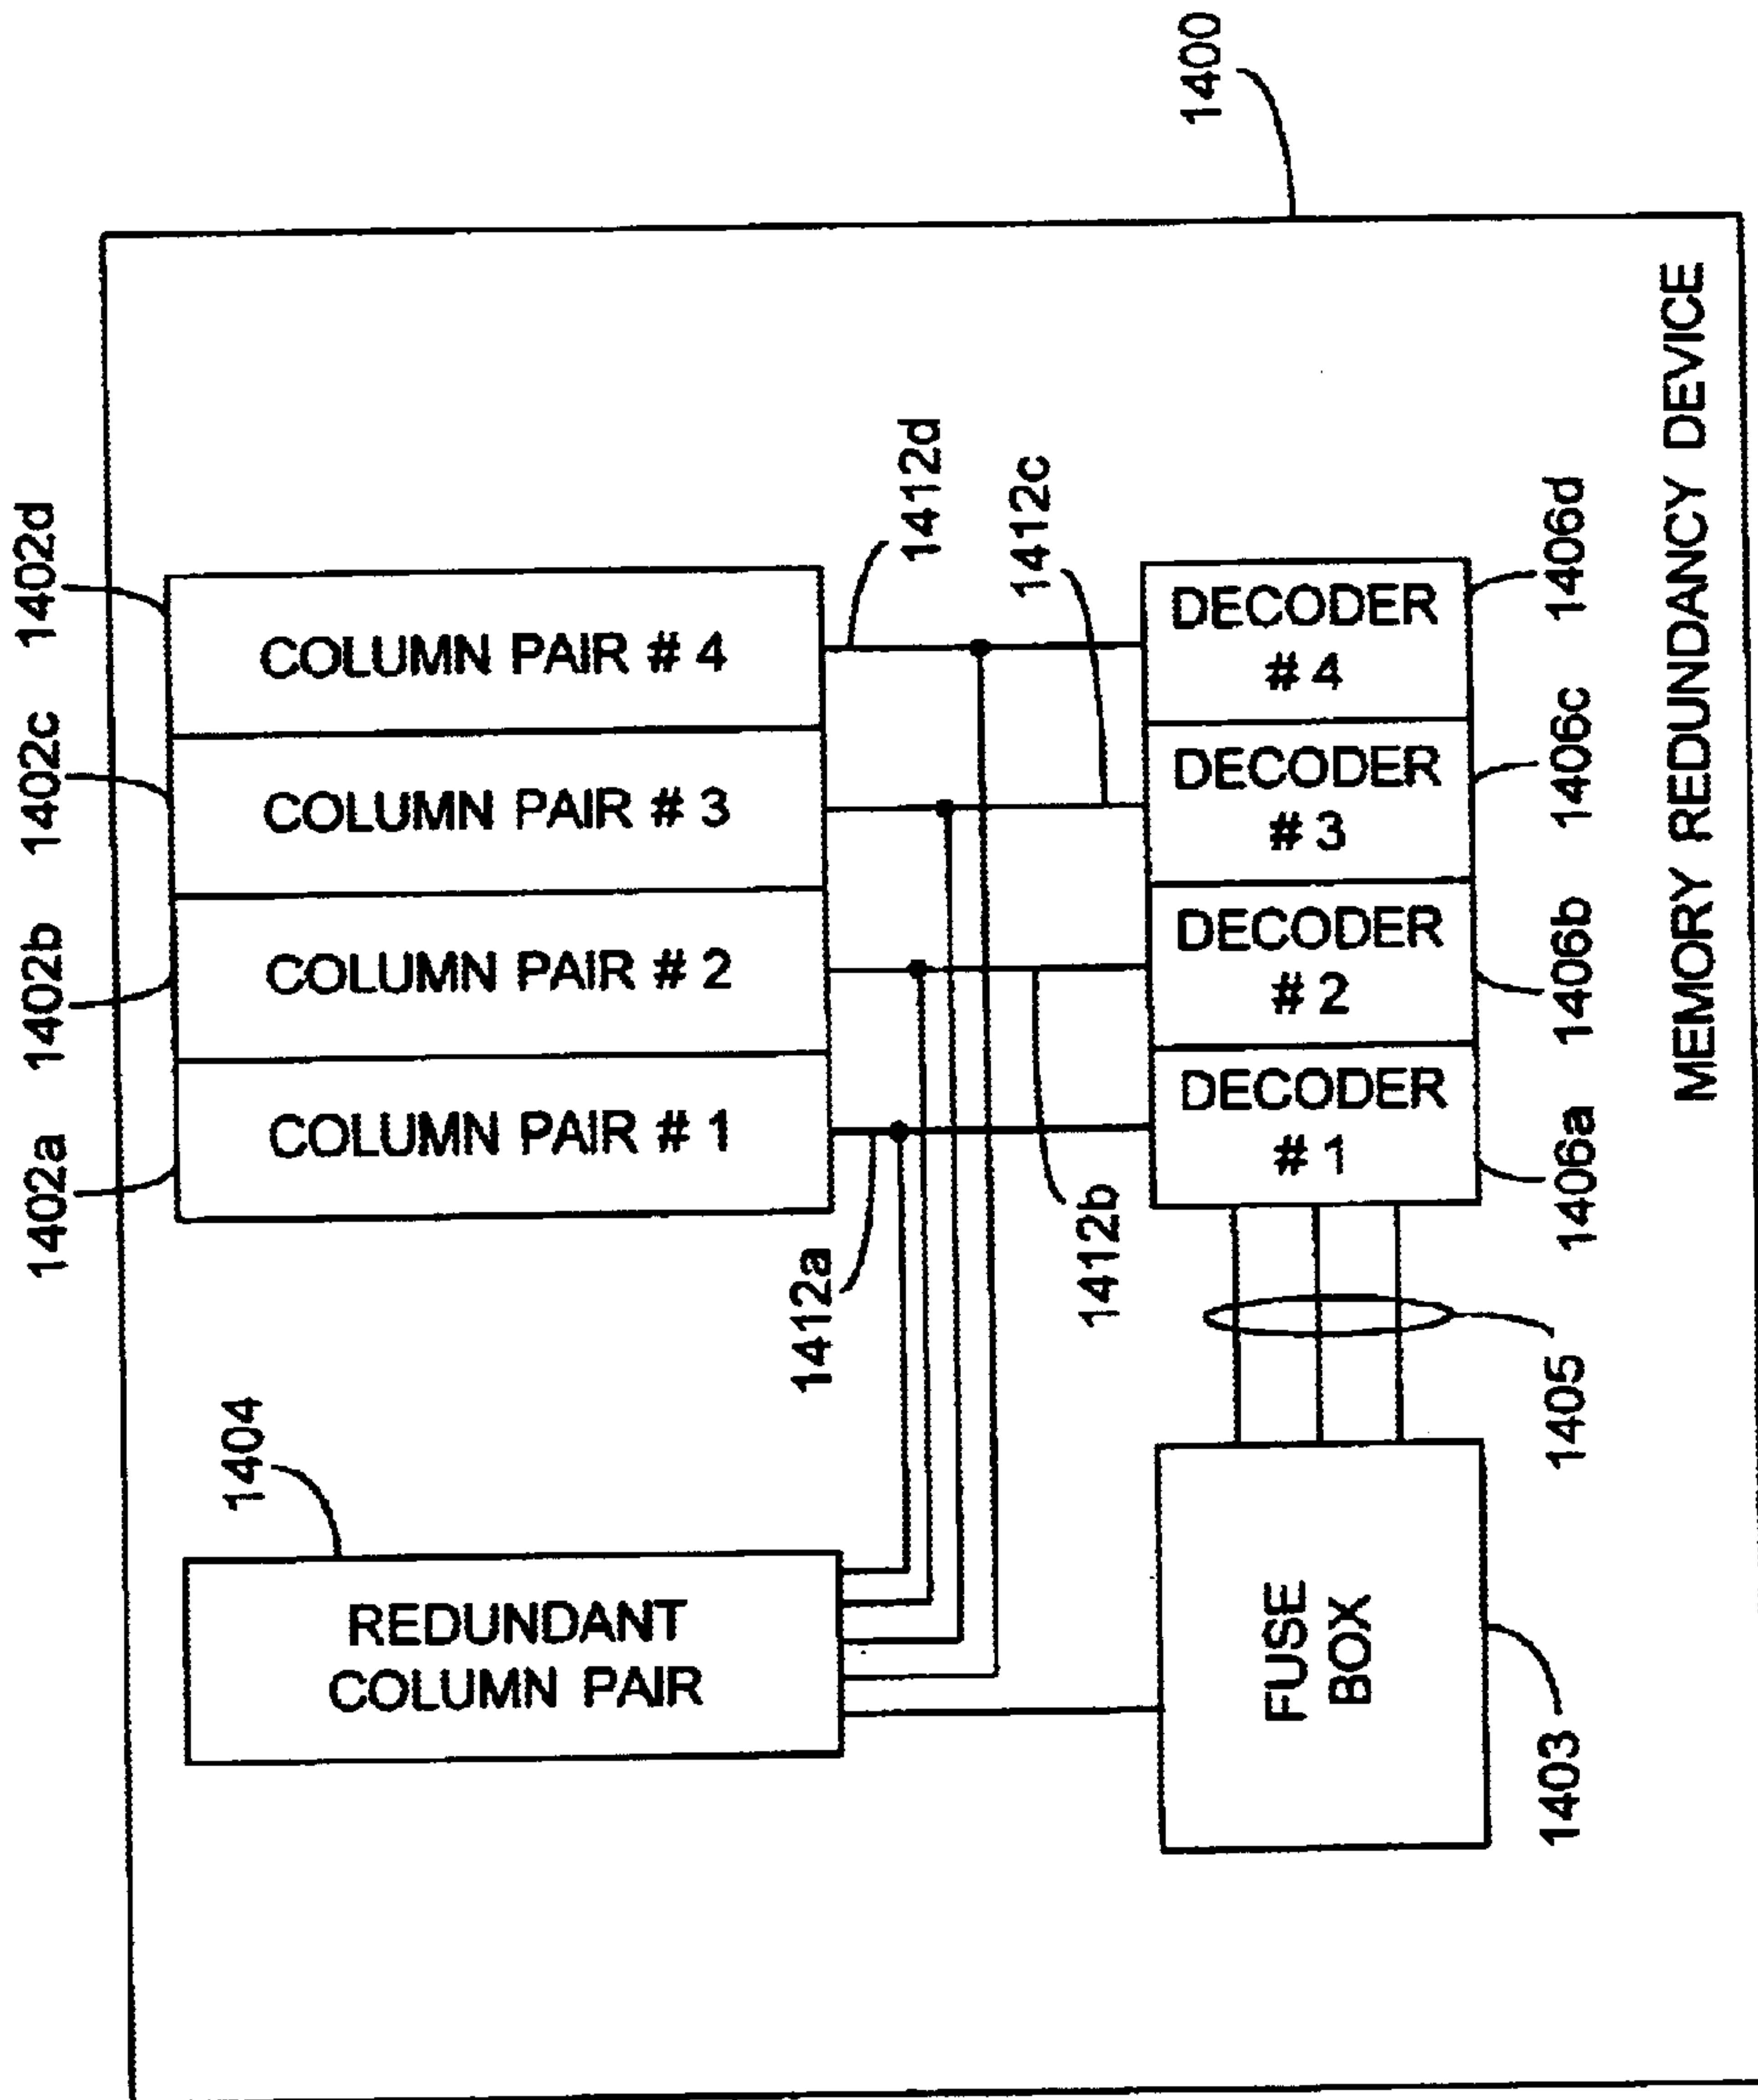 1402a
1402b
1402c
1402d
COLUMN PAIR # 4
COLUMN PAIR # 3
COLUMN PAIR # 2
COLUMN PAIR # 1
1404
REDUNDANT
COLUMN PAIR
1412a
1412b
1412c
1412d
DECODER
# 4
DECODER
# 3
DECODER
# 2
DECODER
# 1
1400
FUSE
BOX
1403
1405
1406a
1406b
1406c
1406d
MEMORY REDUNDANCY DEVICE